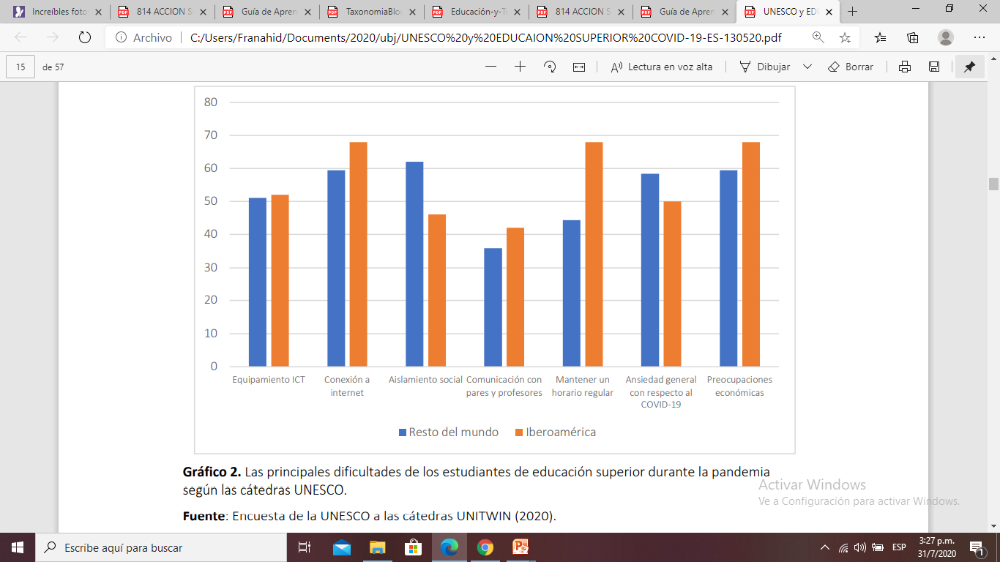 Increíbles foto
814 ACCION S
Guía de Apren
TaxonomiaBloo
Educación-y-Te
814 ACCION S
Guía de Apren
UNESCO y EDU
Archivo
C:/Users/Franahid/Documents/2020/ubj/UNESCO%20y%20EDUCAION%20SUPERIOR%20COVID-19-ES-130520.pdf
15 de 57
Lectura en voz alta
Dibujar
Borrar
80
70
60
50
40
30
20
10
0
Equipamiento ICT
Conexión a
internet
Aislamiento social
Comunicación con
pares y profesores
Mantener un
horario regular
Ansiedad general
con respecto al
COVID-19
Preocupaciones
económicas
Resto del mundo
Iberoamérica
Gráfico 2. Las principales dificultades de los estudiantes de educación superior durante la pandemia
según las cátedras UNESCO.
Fuente: Encuesta de la UNESCO a las cátedras UNITWIN (2020).
Activar Windows
Ve a Configuración para activar Windows.
Escribe aquí para buscar
ESP
3:27 p.m.
31/7/2020
1